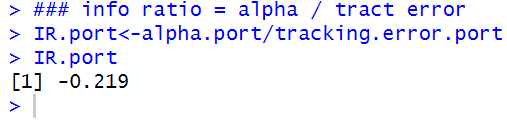 > ### info ratio = alpha / tract error
> IR.port<-alpha.port/tracking.error.port
> IR.port
[1] -0.219
>